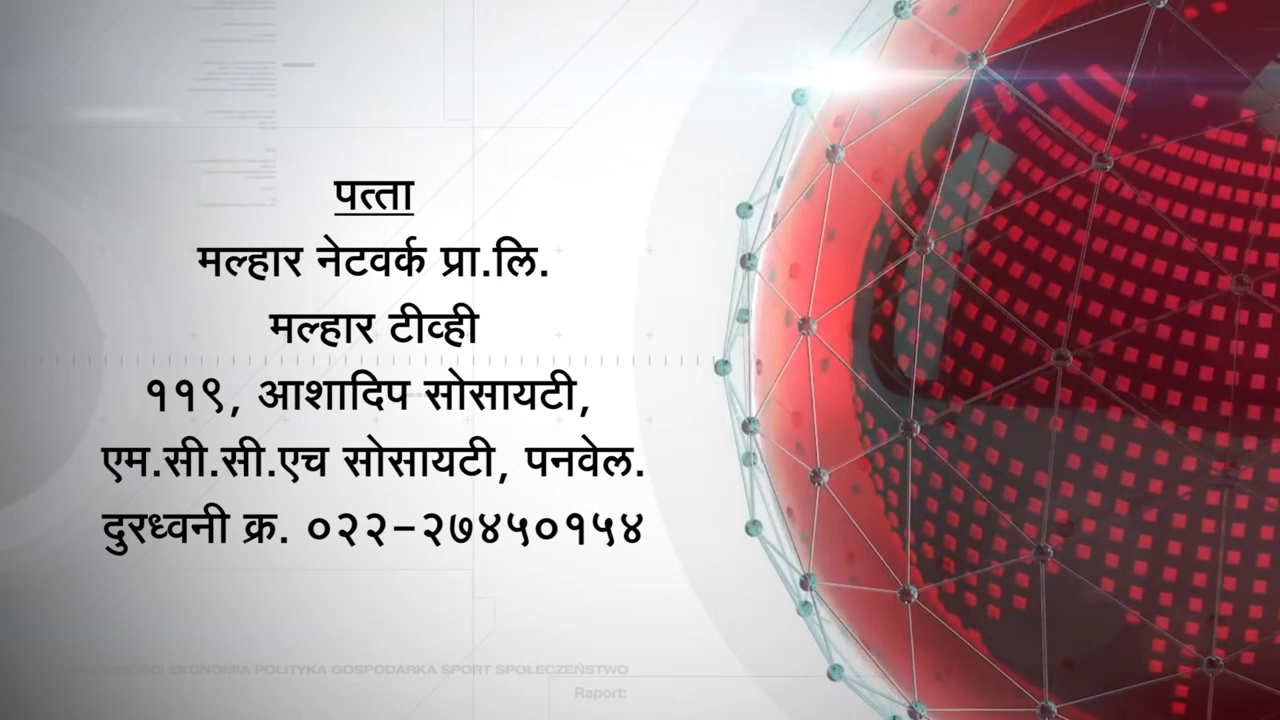 पत्ता
मल्हार नेटवर्क प्रा.लि.
मल्हार टीव्ही
११९, आशादिप सोसायटी,
एम.सी.सी.एच सोसायटी, पनवेल.
दुरध्वनी क्र. ०२२–२७४५०१५४
EKONOMIA POLITYKA GOSPODARKA SPORT SPOŁECZEŃSTWO
Raport: